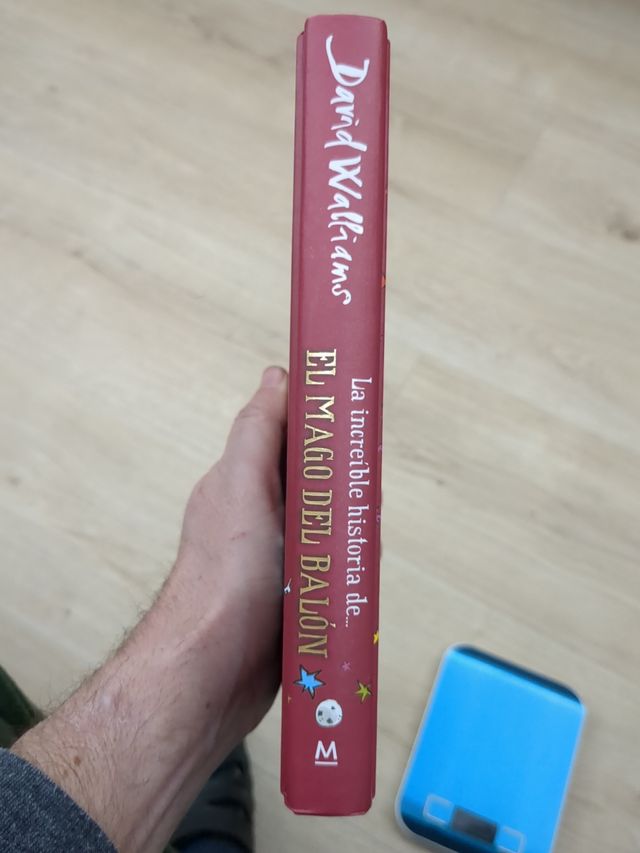 David Walliams
La increíble historia de...
EL MAGO DEL BALÓN
M